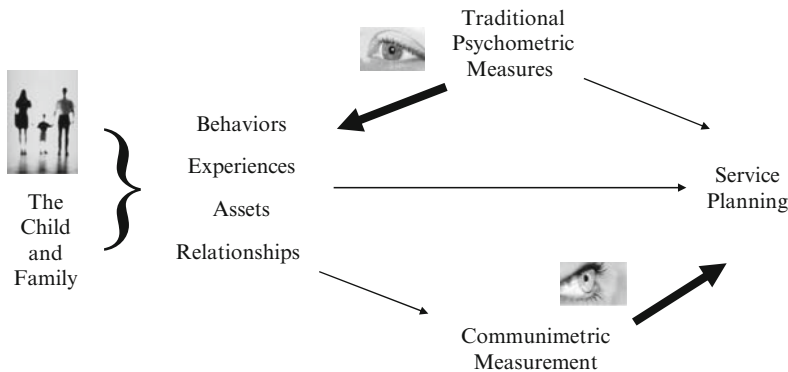 Traditional
Psychometric
Measures
Behaviors
Experiences
Assets
Relationships
The
Child
and
Family
Service
Planning
Communimetric
Measurement